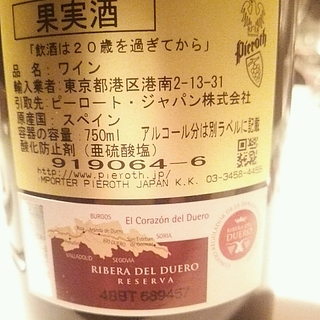 果実酒
Pieroth
「飲酒は20歳を過ぎてから」
品名：ワイン
輸入業者：東京都港区港南2-13-31
引取先：ピーロート・ジャパン株式会社
原産国：スペイン
容器の容量：750ml アルコール分は別ラベルに記載
酸化防止剤（亜硫酸塩）
919064-6
http://www.pieroth.jp/
IMPORTER PIEROTH JAPAN K.K. 03-3458-4455
El Corazón del Duero
BURGOS
SORIA
VALLADOLID
SEGOVIA
RIBERA DEL DUERO
RESERVA
RIBERA DEL DUERO